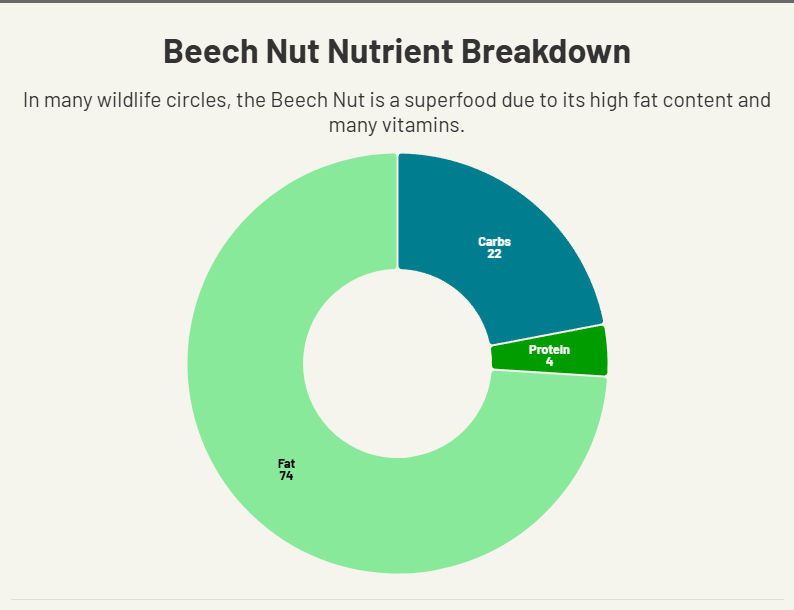 Beech Nut Nutrient Breakdown
In many wildlife circles, the Beech Nut is a superfood due to its high fat content and
many vitamins.
Carbs
22
Protein
4
Fat
74